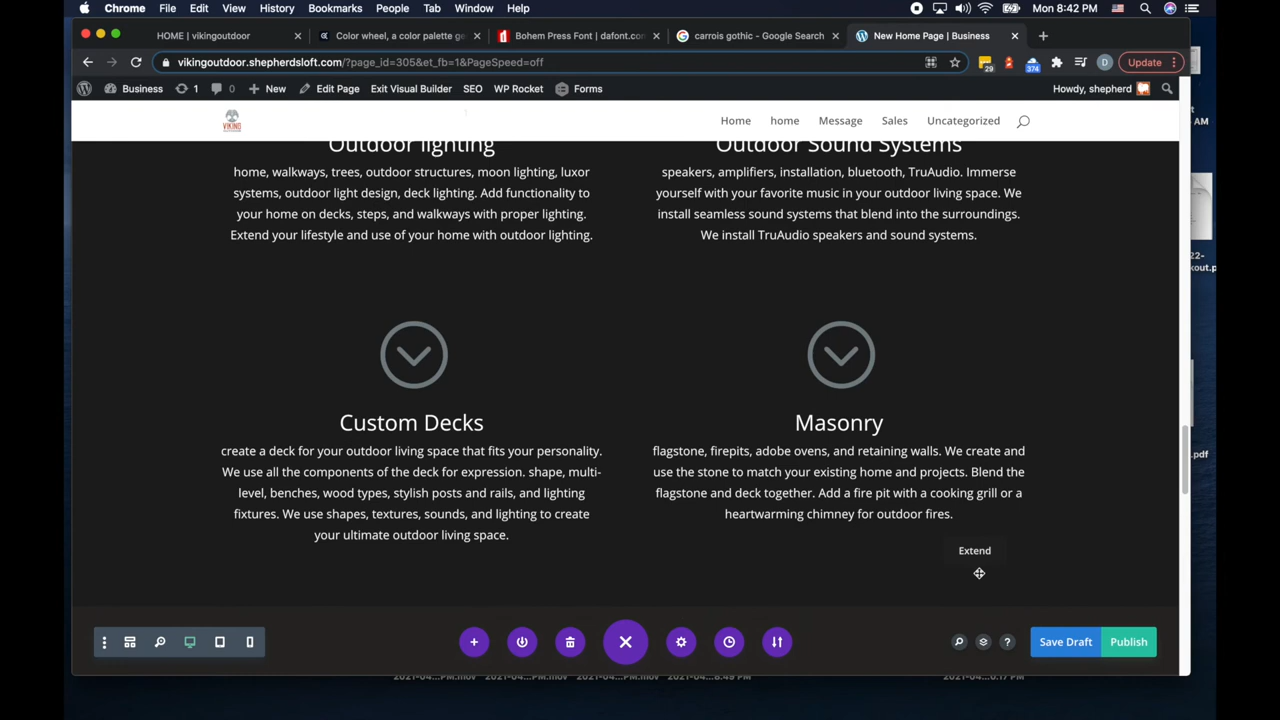 Chrome File Edit View History Bookmarks People Tab Window Help Mon 8:42 PM
HOME | vikingoutdoor Color wheel, a color palette ge Bohem Press Font | dafont.con carrois gothic - Google Search New Home Page | Business
vikingoutdoor.shepherdsloft.com/?page_id=305&et_fb=1&PageSpeed=off 29 374 D Update
Business 1 0 New Edit Page Exit Visual Builder SEO WP Rocket Forms Howdy, shepherd
VIKING Home home Message Sales Uncategorized
Outdoor lighting
home, walkways, trees, outdoor structures, moon lighting, luxor
systems, outdoor light design, deck lighting. Add functionality to
your home on decks, steps, and walkways with proper lighting.
Extend your lifestyle and use of your home with outdoor lighting.
Outdoor Sound Systems
speakers, amplifiers, installation, bluetooth, TruAudio. Immerse
yourself with your favorite music in your outdoor living space. We
install seamless sound systems that blend into the surroundings.
We install TruAudio speakers and sound systems.
Custom Decks
create a deck for your outdoor living space that fits your personality.
We use all the components of the deck for expression. shape, multi-
level, benches, wood types, stylish posts and rails, and lighting
fixtures. We use shapes, textures, sounds, and lighting to create
your ultimate outdoor living space.
Masonry
flagstone, firepits, adobe ovens, and retaining walls. We create and
use the stone to match your existing home and projects. Blend the
flagstone and deck together. Add a fire pit with a cooking grill or a
heartwarming chimney for outdoor fires.
Extend
Save Draft Publish
AM
22-
kout.p
.pdf